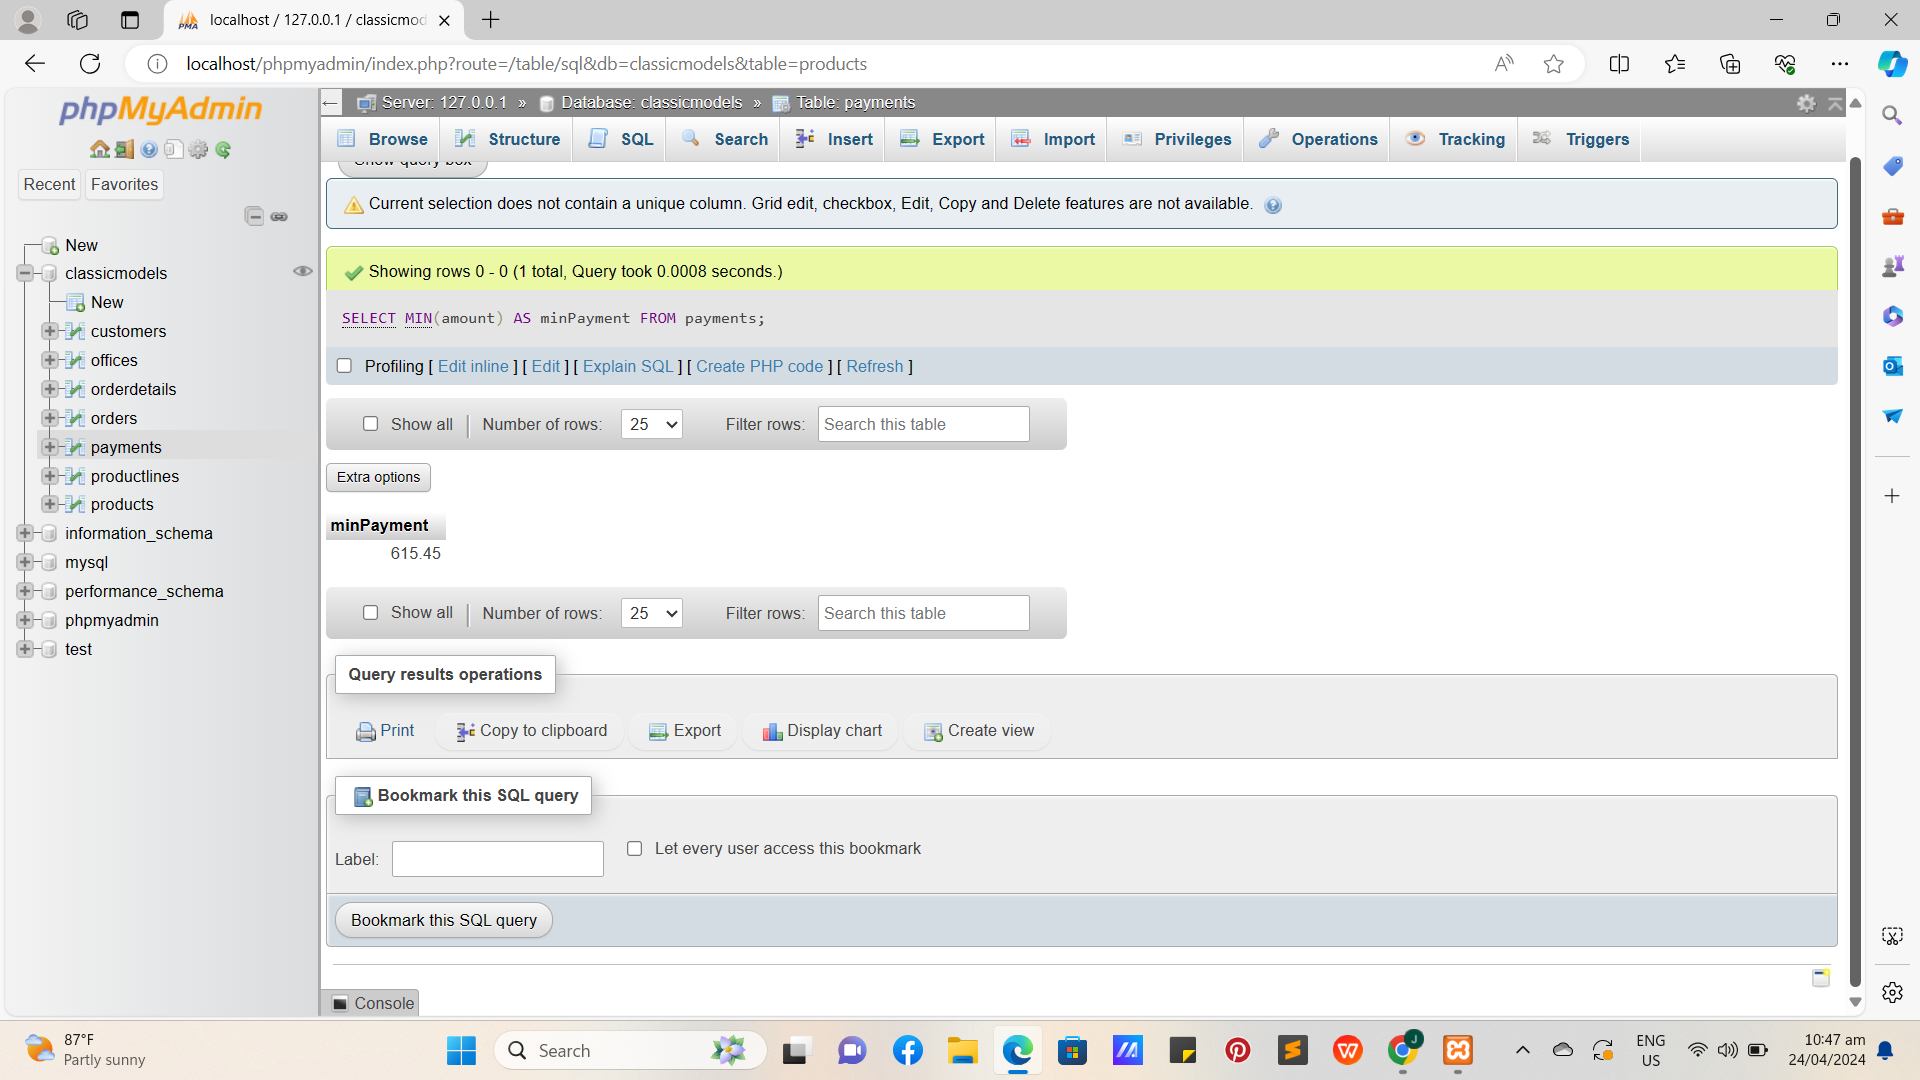 localhost / 127.0.0.1 / classicmod
localhost/phpmyadmin/index.php?route=/table/sql&db=classicmodels&table=products
phpMyAdmin
Recent
Favorites
New
classicmodels
New
customers
offices
orderdetails
orders
payments
productlines
products
information_schema
mysql
performance_schema
phpmyadmin
test
Server: 127.0.0.1 » Database: classicmodels » Table: payments
Browse
Structure
SQL
Search
Insert
Export
Import
Privileges
Operations
Tracking
Triggers
Show query box
Current selection does not contain a unique column. Grid edit, checkbox, Edit, Copy and Delete features are not available.
Showing rows 0 - 0 (1 total, Query took 0.0008 seconds.)
SELECT MIN(amount) AS minPayment FROM payments;
Profiling [ Edit inline ] [ Edit ] [ Explain SQL ] [ Create PHP code ] [ Refresh ]
Show all | Number of rows: 25 Filter rows: Search this table
Extra options
minPayment
615.45
Show all | Number of rows: 25 Filter rows: Search this table
Query results operations
Print
Copy to clipboard
Export
Display chart
Create view
Bookmark this SQL query
Label:
Let every user access this bookmark
Bookmark this SQL query
Console
87°F
Partly sunny
Search
J
ENG
US
10:47 am
24/04/2024